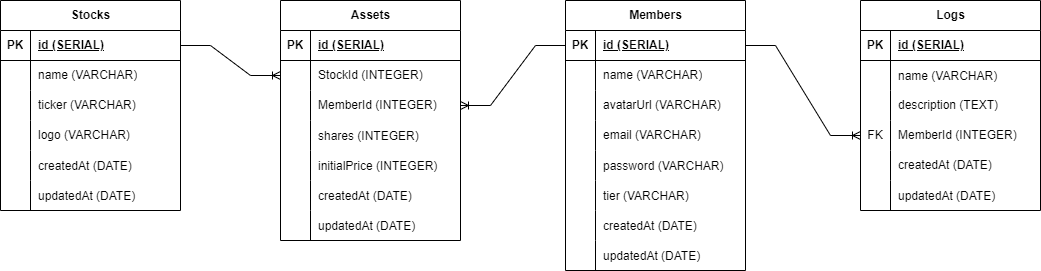 Stocks
PK id (SERIAL)
name (VARCHAR)
ticker (VARCHAR)
logo (VARCHAR)
createdAt (DATE)
updatedAt (DATE)
Assets
PK id (SERIAL)
StockId (INTEGER)
MemberId (INTEGER)
shares (INTEGER)
initialPrice (INTEGER)
createdAt (DATE)
updatedAt (DATE)
Members
PK id (SERIAL)
name (VARCHAR)
avatarUrl (VARCHAR)
email (VARCHAR)
password (VARCHAR)
tier (VARCHAR)
createdAt (DATE)
updatedAt (DATE)
Logs
PK id (SERIAL)
name (VARCHAR)
description (TEXT)
FK MemberId (INTEGER)
createdAt (DATE)
updatedAt (DATE)